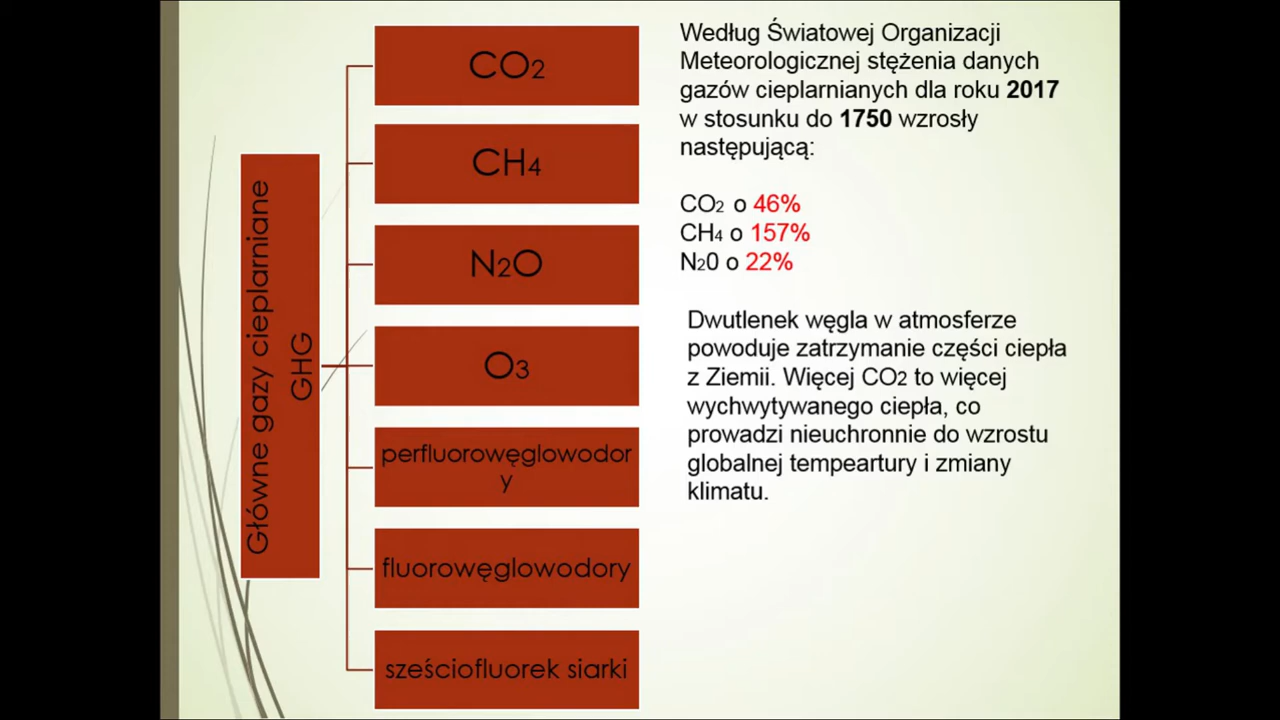 Główne gazy cieplarniane
GHG
CO2
CH4
N2O
O3
perfluorowęglowodor
y
fluorowęglowodory
sześciofluorek siarki
Według Światowej Organizacji
Meteorologicznej stężenia danych
gazów cieplarnianych dla roku 2017
w stosunku do 1750 wzrosły
następującą:
CO2 o 46%
CH4 o 157%
N20 o 22%
Dwutlenek węgla w atmosferze
powoduje zatrzymanie części ciepła
z Ziemii. Więcej CO2 to więcej
wychwytywanego ciepła, co
prowadzi nieuchronnie do wzrostu
globalnej tempeartury i zmiany
klimatu.